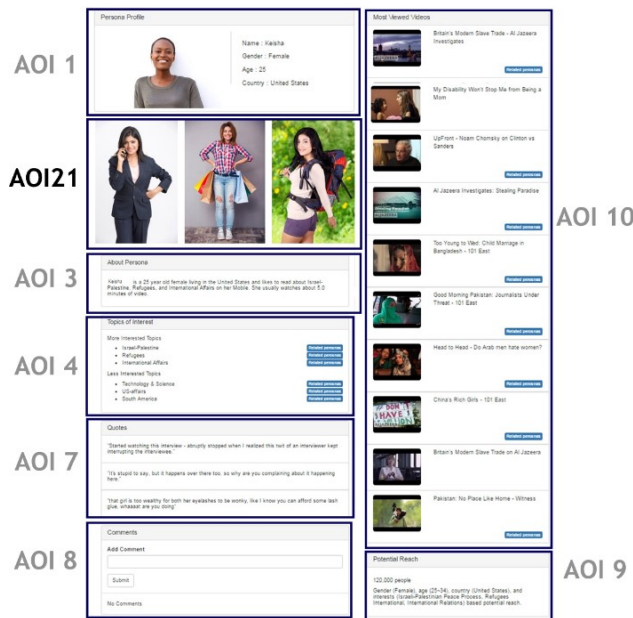 Persona Profile
AOI 1
Name : Keisha
Gender : Female
Age : 25
Country : United States
AOI21
AOI 3
About Persona
Keisha is a 25 year old female living in the United States and likes to read about Israel-
Palestine, Refugees, and International Affairs on her Mobile. She usually watches about 5.0
minutes of video.
AOI 4
Topics of Interest
More Interested Topics
Israel-Palestine Related personas
Refugees Related personas
International Affairs Related personas
Less Interested Topics
Technology & Science Related personas
US-affairs Related personas
South America Related personas
AOI 7
Quotes
"Started watching this interview - abruptly stopped when I realized this twit of an interviewer kept
interrupting the interviewee."
"It's stupid to say, but it happens over there too, so why are you complaining about it happening
here."
"that girl is too wealthy for both her eyelashes to be wonky, like I know you can afford some lash
glue, whaaaat are you doing"
AOI 8
Comments
Add Comment
Submit
No Comments
Most Viewed Videos
Britain's Modern Slave Trade - Al Jazeera
Investigates
Related personas
My Disability Won't Stop Me from Being a
Mom
Related personas
UpFront - Noam Chomsky on Clinton vs
Sanders
Related personas
Al Jazeera Investigates: Stealing Paradise
Related personas
AOI 10
Too Young to Wed: Child Marriage in
Bangladesh - 101 East
Related personas
Good Morning Pakistan: Journalists Under
Threat - 101 East
Related personas
Head to Head - Do Arab men hate women?
Related personas
China's Rich Girls - 101 East
Related personas
Britain's Modern Slave Trade on Al Jazeera
Related personas
Pakistan: No Place Like Home - Witness
Related personas
AOI 9
Potential Reach
120,000 people
Gender (Female), age (25-34), country (United States), and
interests (Israel-Palestinian Peace Process, Refugees
International, International Relations) based potential reach.